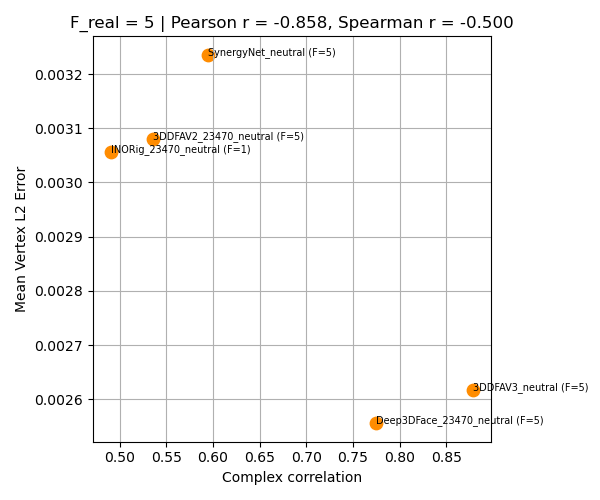 F_real = 5 | Pearson r = -0.858, Spearman r = -0.500
SynergyNet_neutral (F=5)
3DDFAV2_23470_neutral (F=5)
INORig_23470_neutral (F=1)
3DDFAV3_neutral (F=5)
Deep3DFace_23470_neutral (F=5)
Mean Vertex L2 Error
0.0032
0.0031
0.0030
0.0029
0.0028
0.0027
0.0026
0.50 0.55 0.60 0.65 0.70 0.75 0.80 0.85
Complex correlation